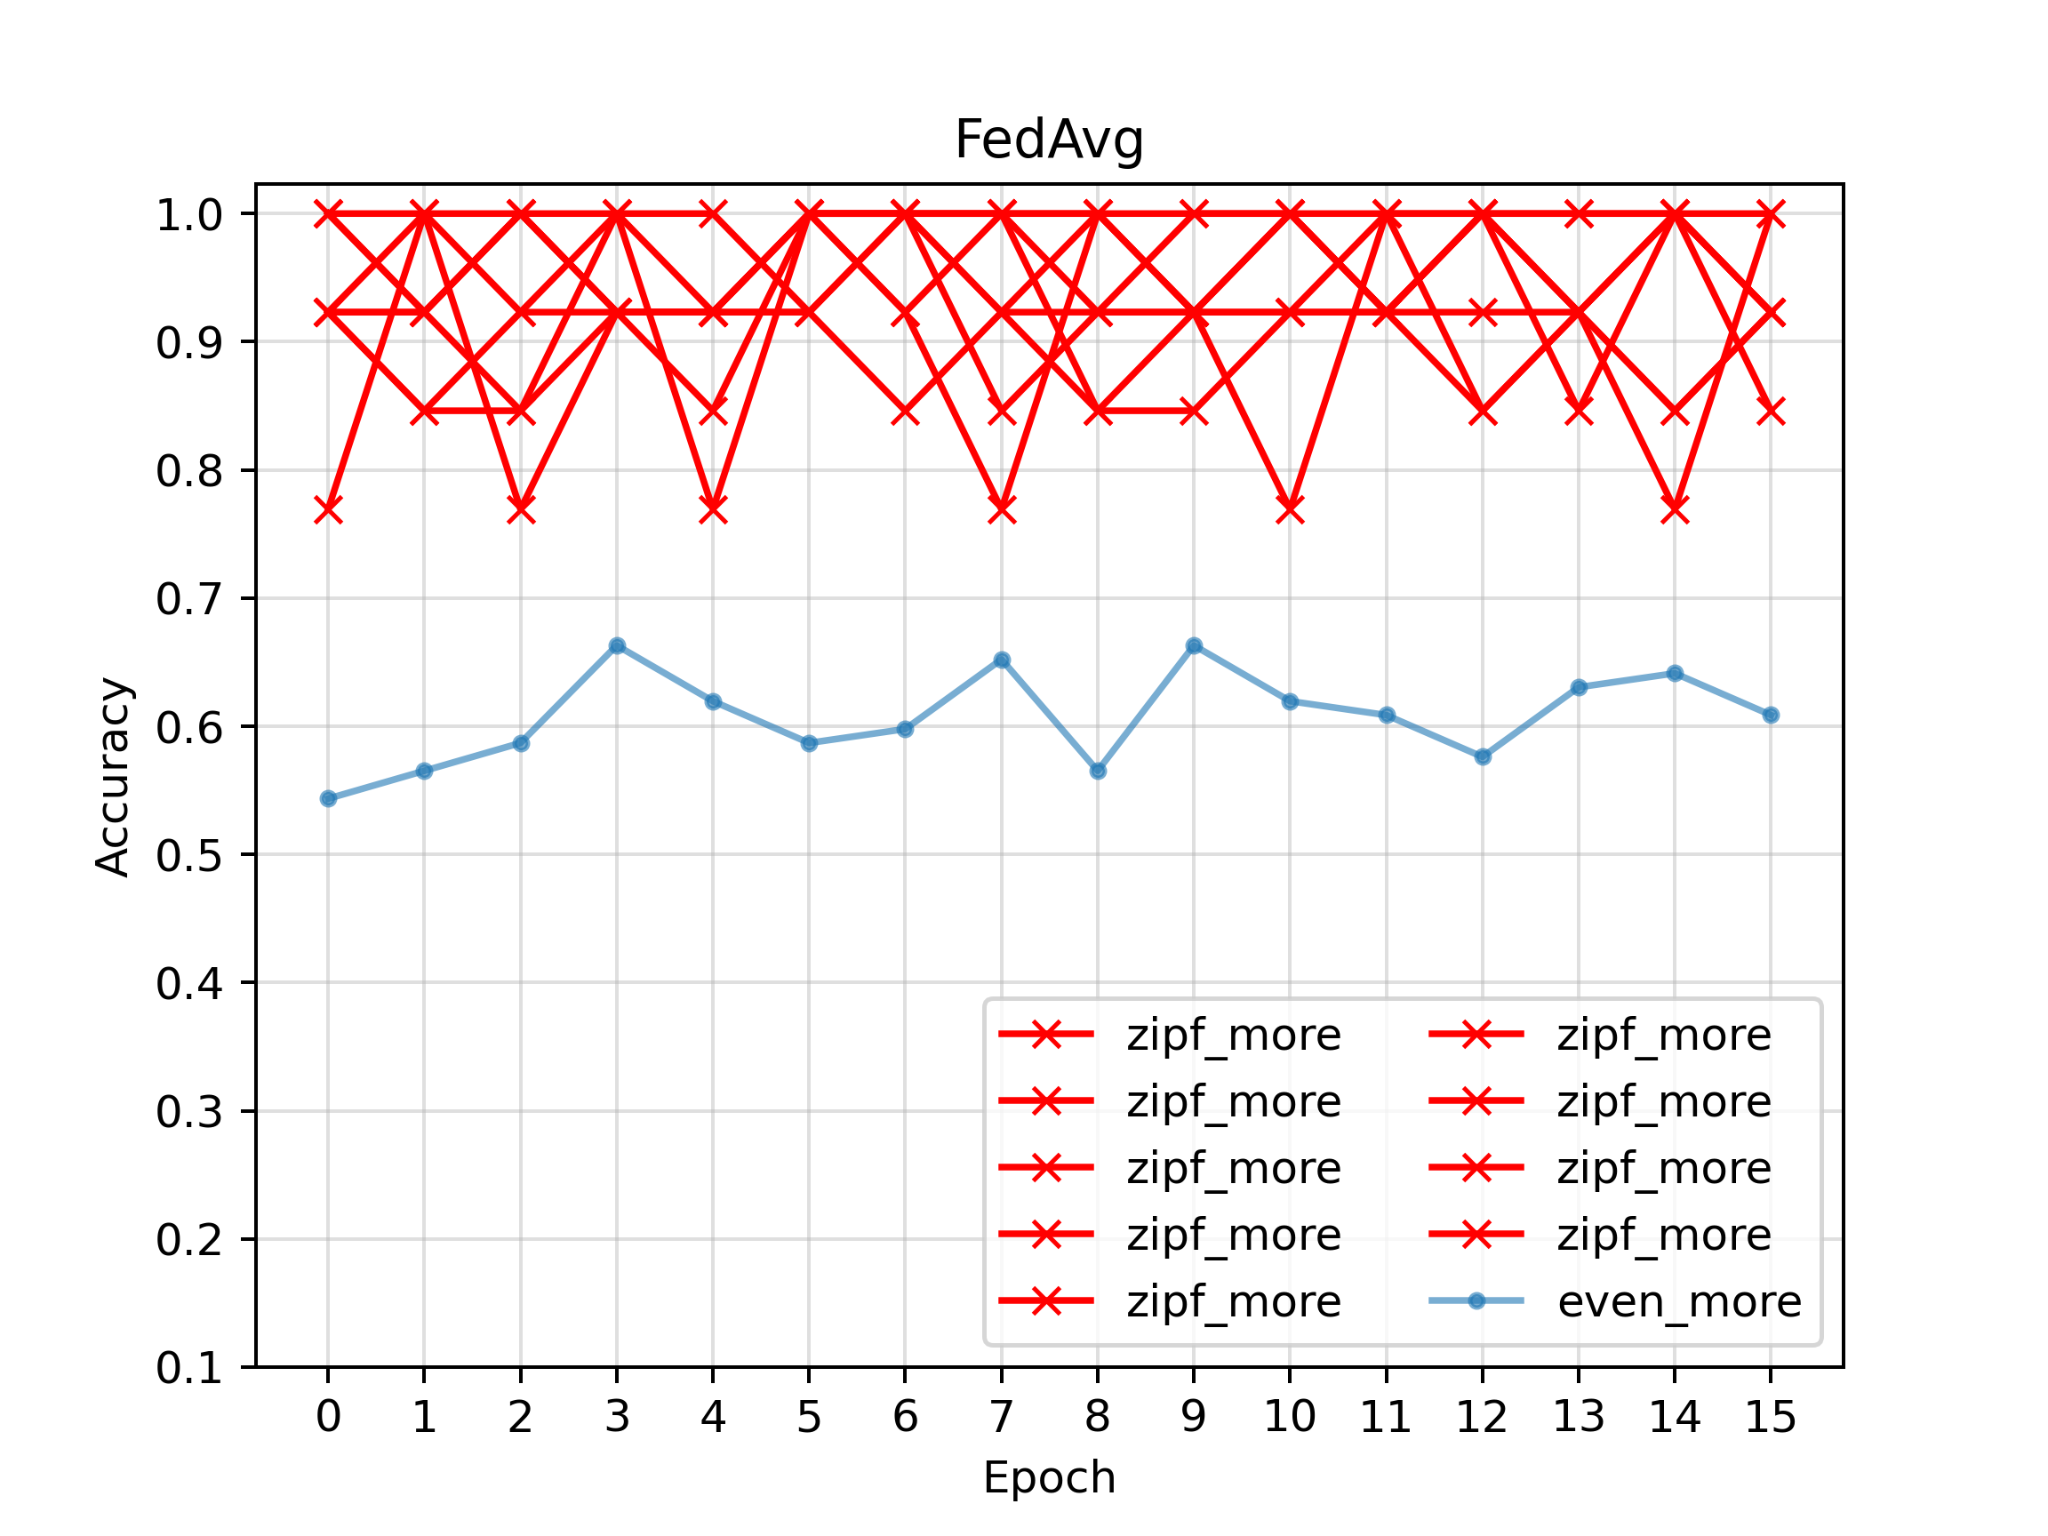 FedAvg
1.0
0.9
0.8
0.7
0.6
0.5
0.4
0.3
0.2
0.1
Accuracy
zipf_more
zipf_more
zipf_more
zipf_more
zipf_more
zipf_more
zipf_more
zipf_more
zipf_more
even_more
0 1 2 3 4 5 6 7 8 9 10 11 12 13 14 15
Epoch